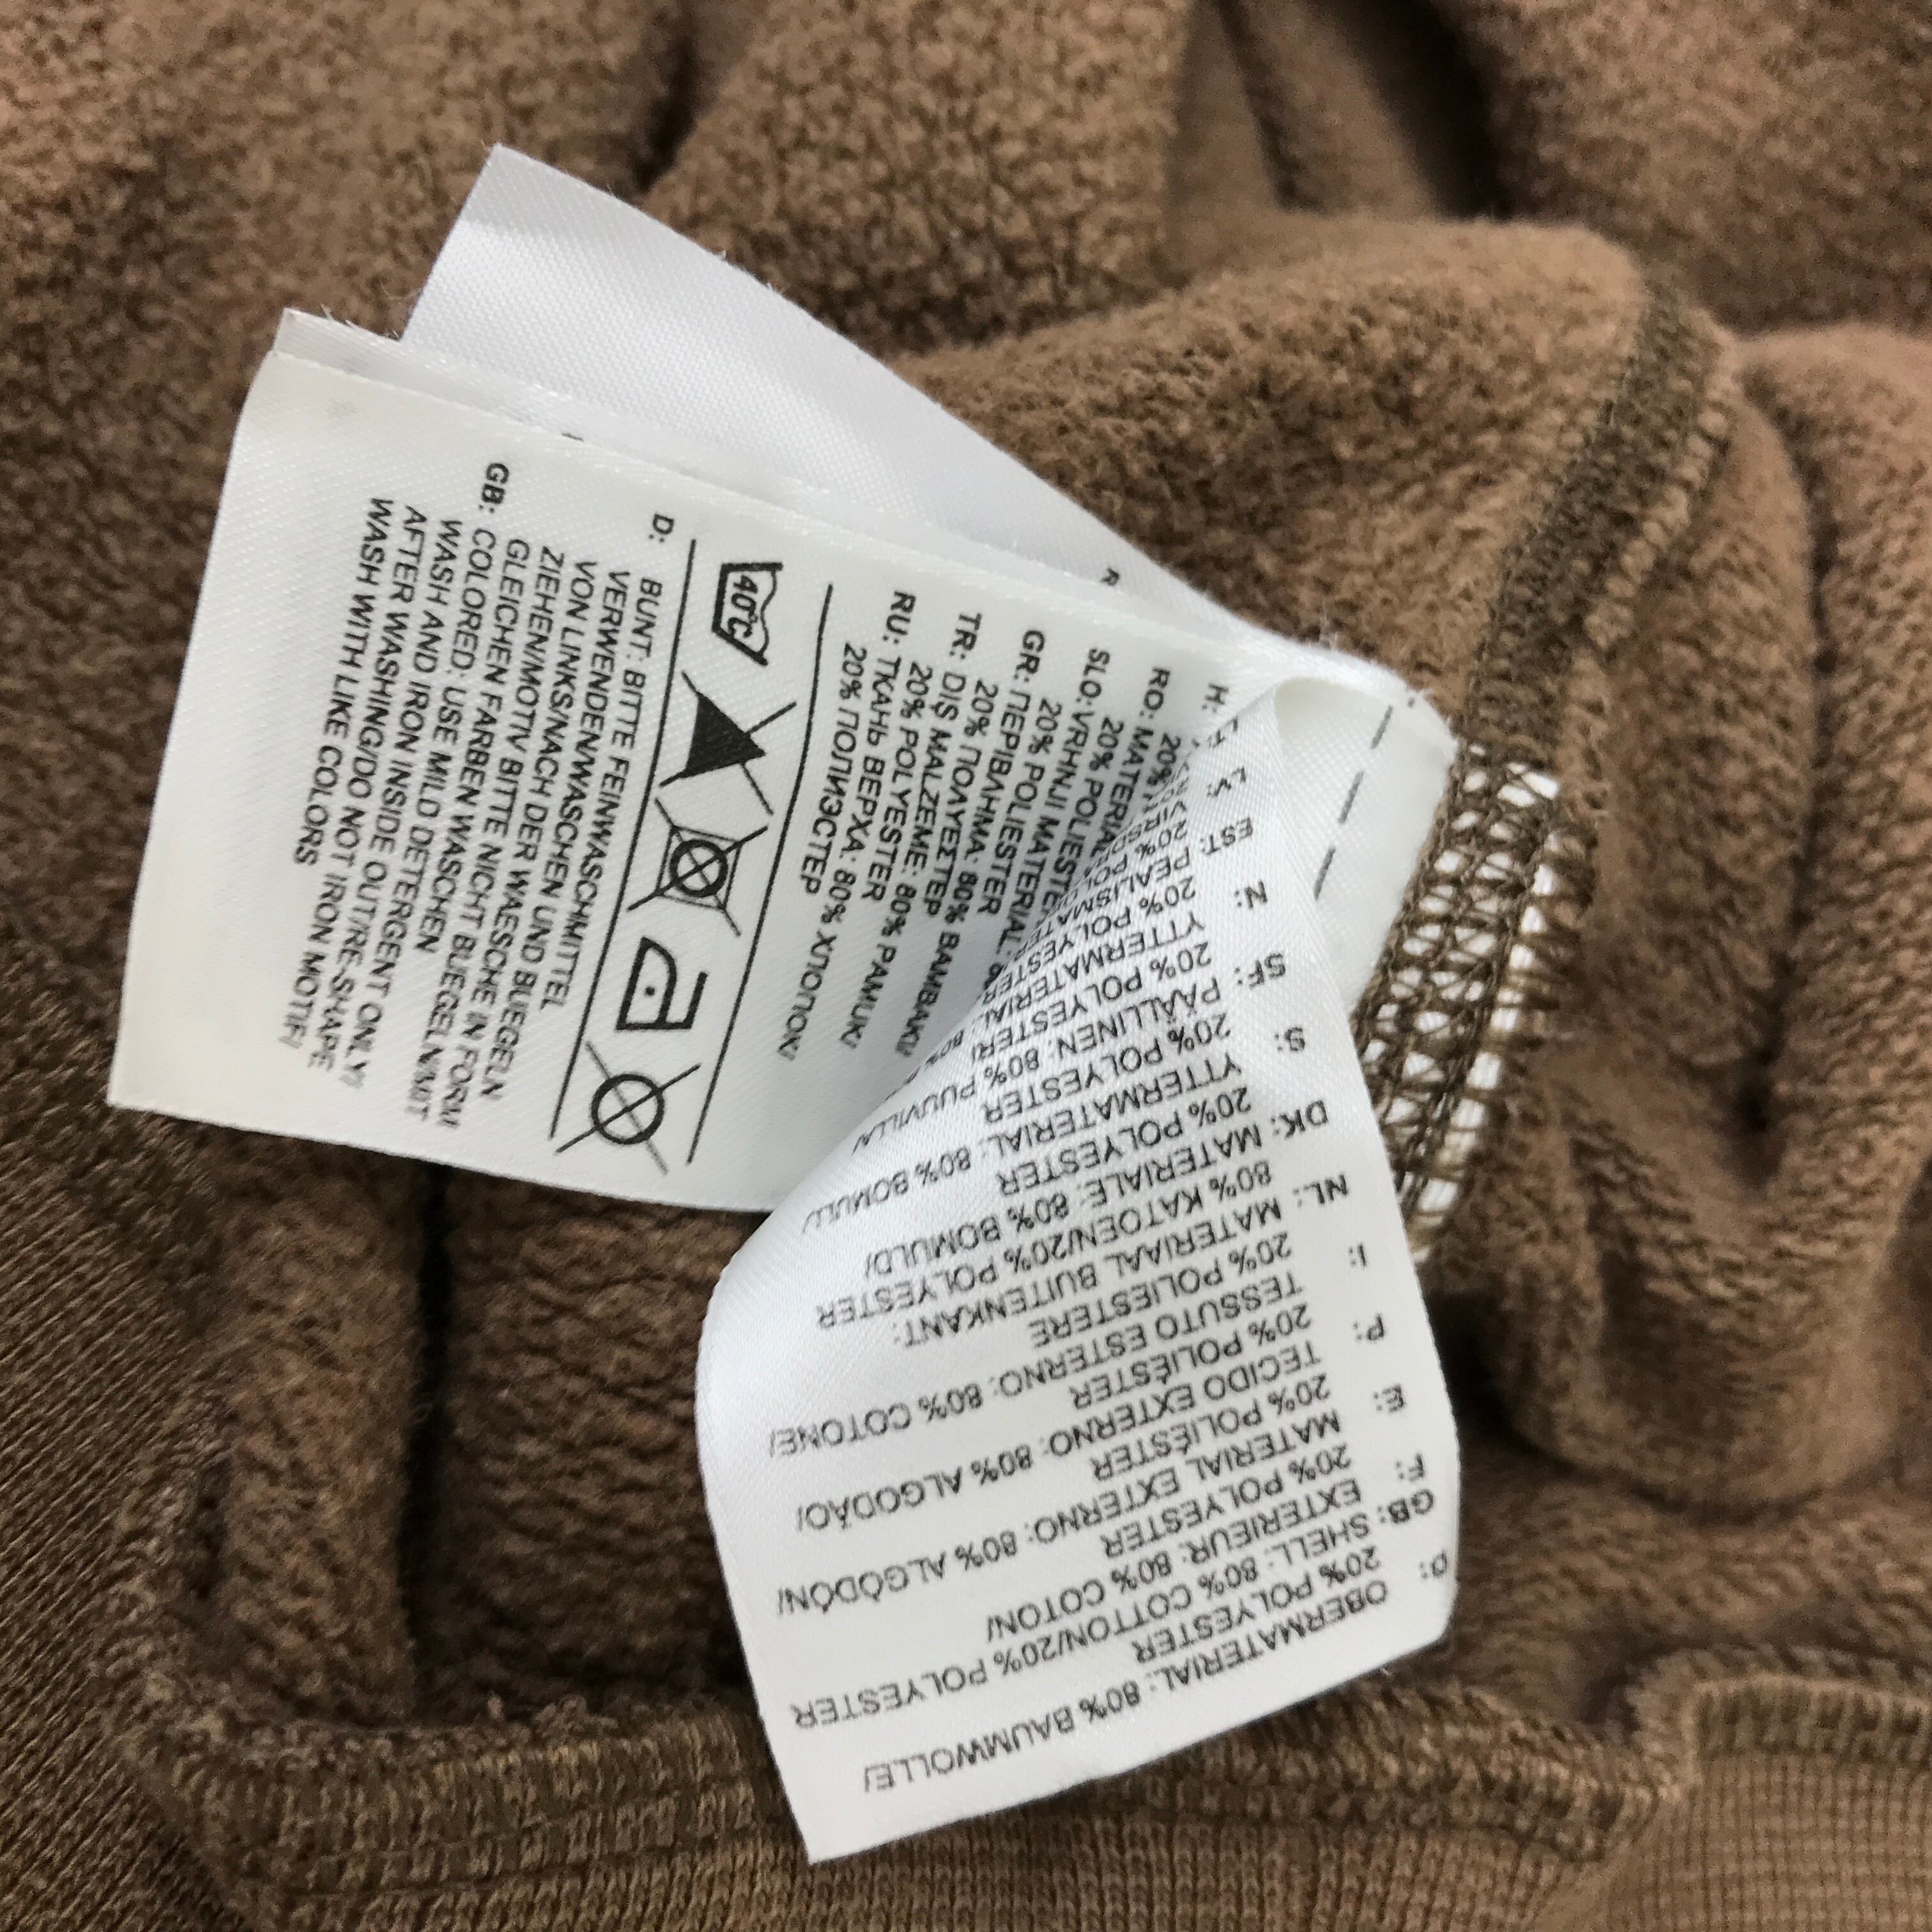 R
H:
RO: MATERIAL
20%
SLO: VRHNJI MATERIAL:
20% POLIESTER
GR: ΠΕΡΙΒΛΗΜΑ: 80% ΒΑΜΒΑΚΙ/
20% ΠΟΛΥΕΣΤΕΡ
TR: DIŞ MALZEME: 80% PAMUK/
20% POLYESTER
RU: ТКАНЬ ВЕРХА: 80% ХЛОПОК/
20% ПОЛИЭСТЕР
40°C
D: BUNT: BITTE FEINWASCHMITTEL
VERWENDEN/WASCHEN UND BUEGELN
VON LINKS/NACH DER WAESCHE IN FORM
ZIEHEN/MOTIV BITTE NICHT BUEGELN/MIT
GLEICHEN FARBEN WASCHEN
GB: COLORED: USE MILD DETERGENT ONLY/
WASH AND IRON INSIDE OUT/RE-SHAPE
AFTER WASHING/DO NOT IRON MOTIF/
WASH WITH LIKE COLORS
D: OBERMATERIAL: 80% BAUMWOLLE/
20% POLYESTER
GB: SHELL: 80% COTTON/20% POLYESTER
F: EXTERIEUR: 80% COTON/
20% POLYESTER
E: MATERIAL EXTERNO: 80% ALGODÓN/
20% POLIÉSTER
P: TECIDO EXTERNO: 80% ALGODÃO/
20% POLIÉSTER
I: TESSUTO ESTERNO: 80% COTONE/
20% POLIESTERE
NL: MATERIAAL BUITENKANT:
80% KATOEN/20% POLYESTER
DK: MATERIALE: 80% BOMULD/
20% POLYESTER
S: YTTERMATERIAL: 80% BOMULL/
20% POLYESTER
SF: PÄÄLLINEN: 80% PUUVILLA/
20% POLYESTERI
N: YTTERMATERIAL: 80%
20% POLYESTER
EST: PEALISMATER
20% POL
LV: VIRSDR